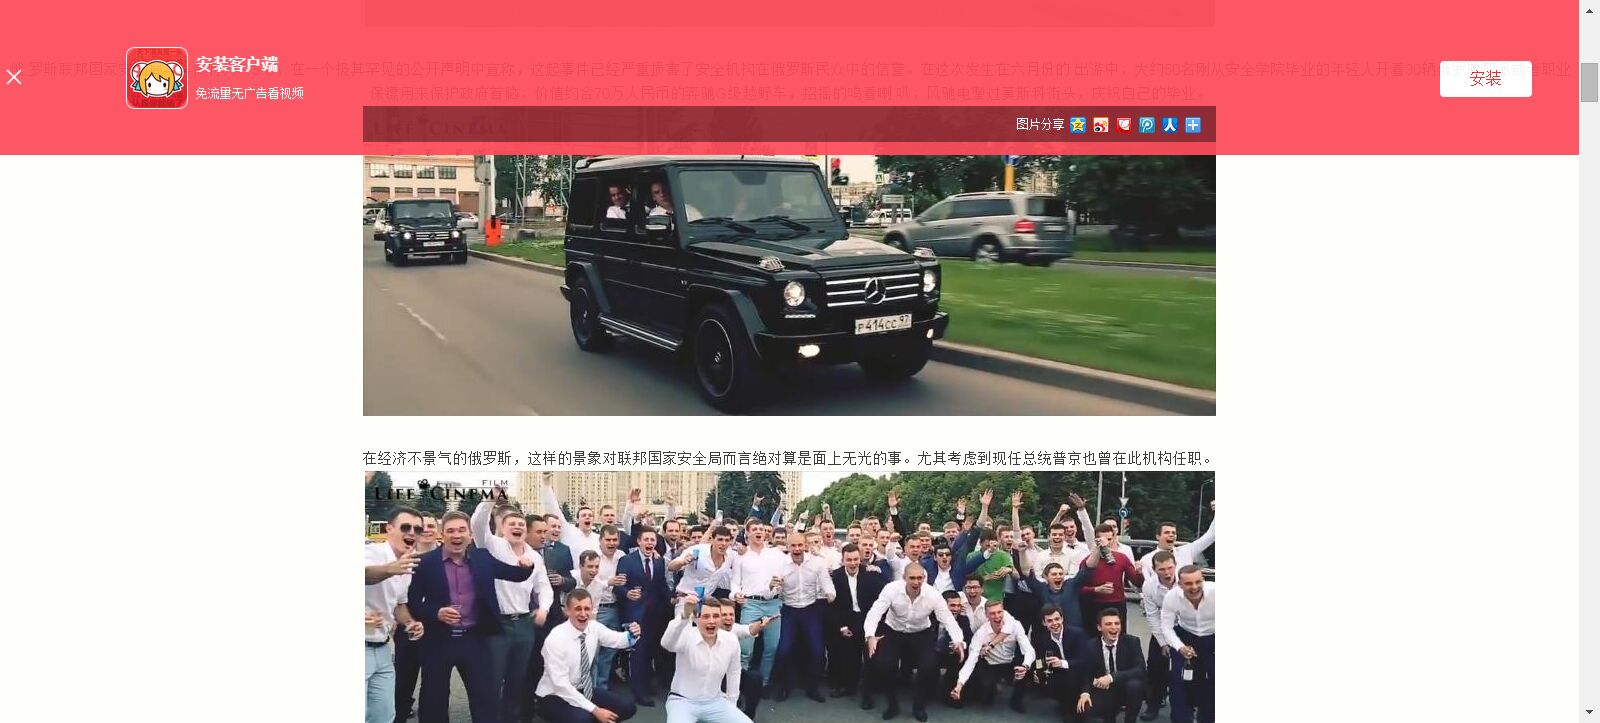 安装客户端
免流量无广告看视频
安装
罗斯联邦国家安
在一个极其罕见的公开声明中宣称，这起事件已经严重损害了安全机构在俄罗斯民众中的信誉。在这次发生在六月份的 出游中，大约50名刚从安全学院毕业的年轻人开着30辆
或者职业
保镖用来保护政府首脑，价值约合70万人民币的奔驰G级越野车，招摇的鸣着喇叭，风驰电掣过莫斯科街头，庆祝自己的毕业。
LIFE CINEMA
图片分享
P414CC 97
在经济不景气的俄罗斯，这样的景象对联邦国家安全局而言绝对算是面上无光的事。尤其考虑到现任总统普京也曾在此机构任职。
FILM
LIFE CINEMA